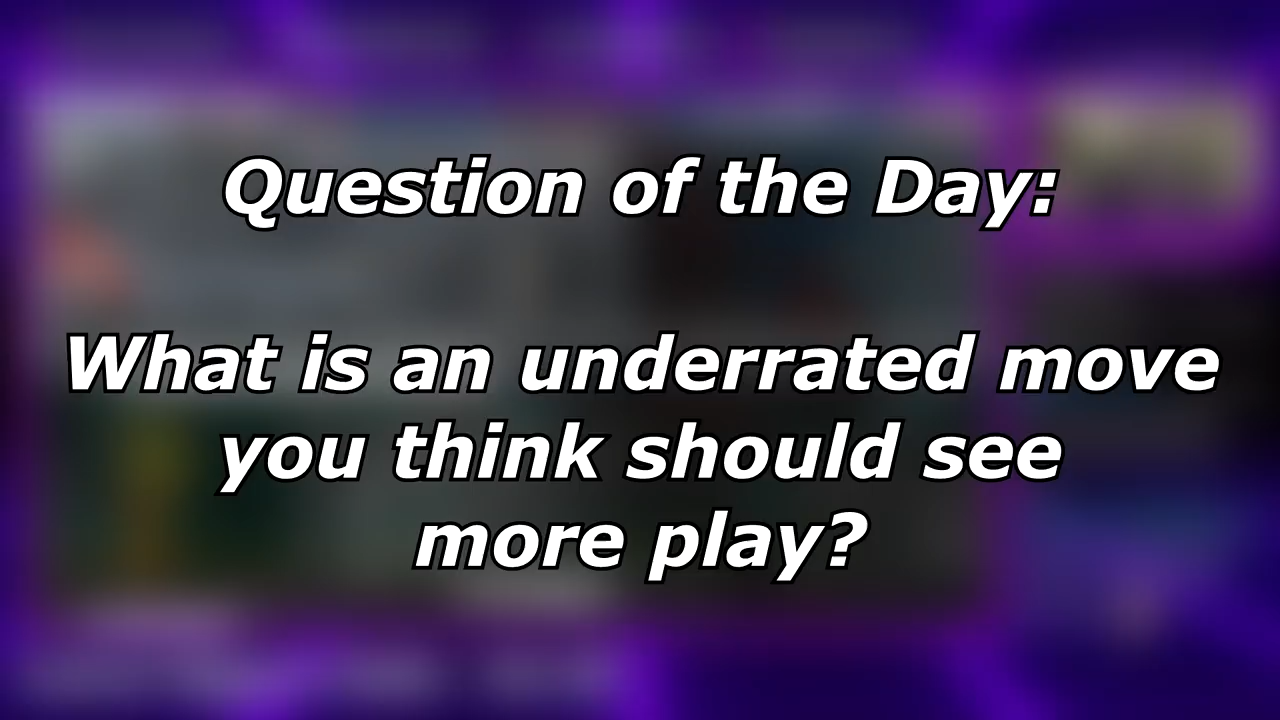 Question of the Day:
What is an underrated move
you think should see
more play?